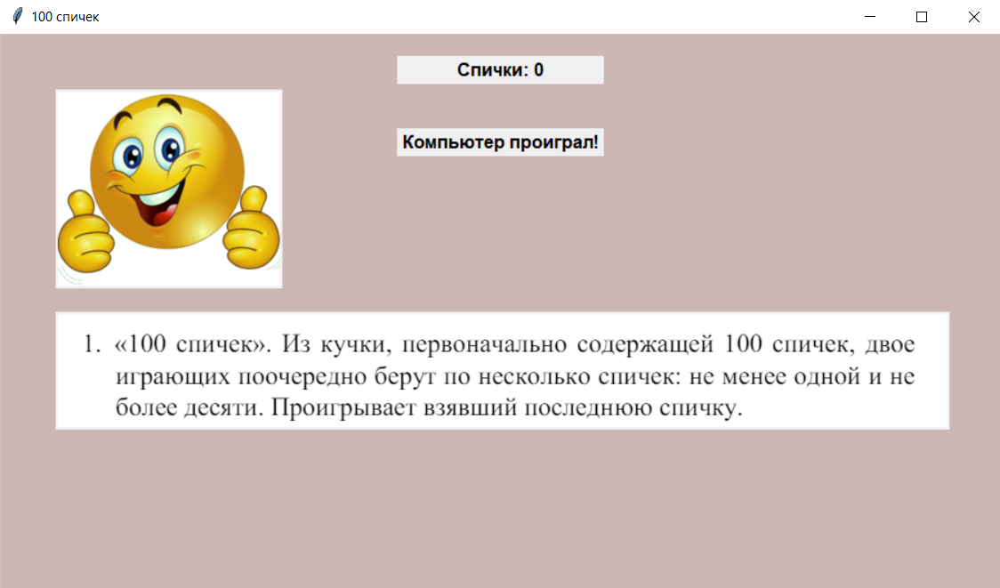 100 спичек
Спички: 0
Компьютер проиграл!
1. «100 спичек». Из кучки, первоначально содержащей 100 спичек, двое
играющих поочередно берут по несколько спичек: не менее одной и не
более десяти. Проигрывает взявший последнюю спичку.